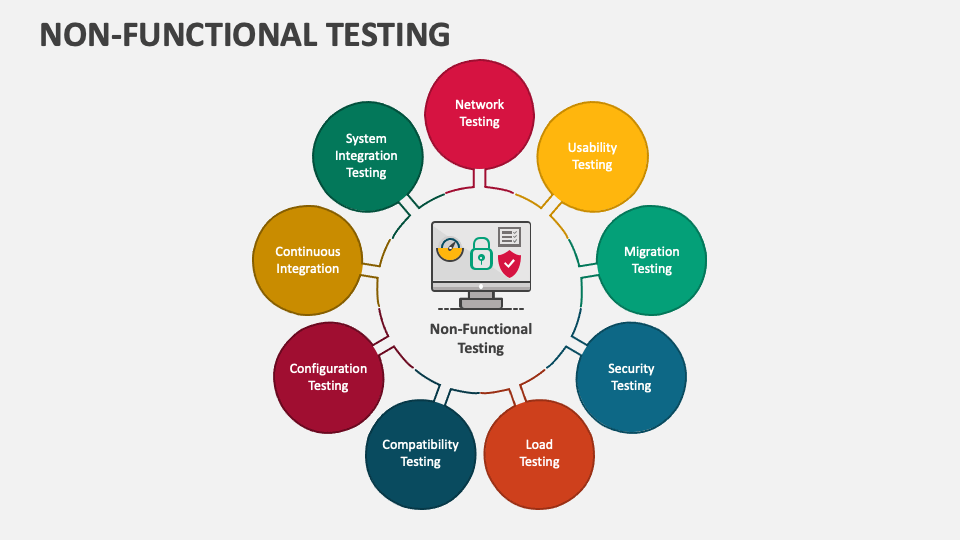 NON-FUNCTIONAL TESTING
Network
Testing
Usability
Testing
Migration
Testing
Security
Testing
Load
Testing
Compatibility
Testing
Configuration
Testing
Continuous
Integration
System
Integration
Testing
Non-Functional
Testing